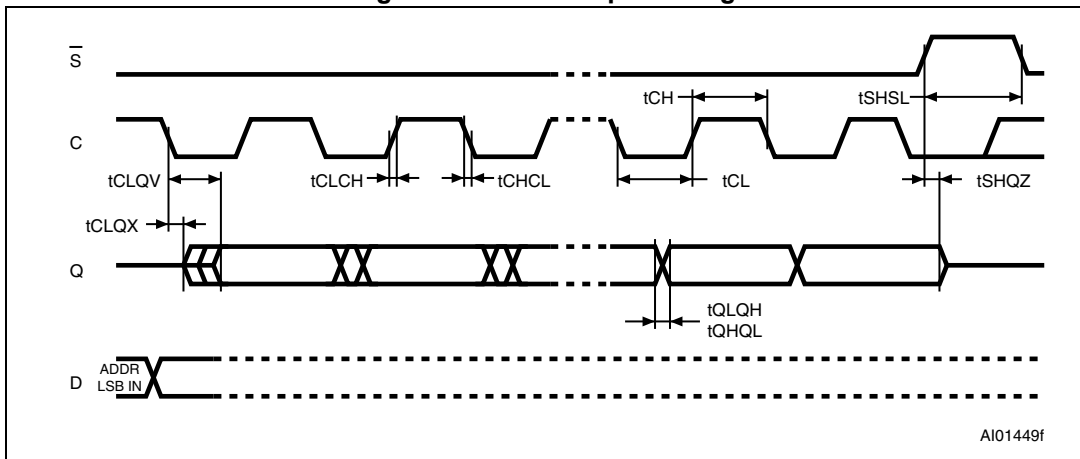 S
tCH
tSHSL
C
tCLQV
tCLCH
tCHCL
tCL
tSHQZ
tCLQX
Q
tQLQH
tQHQL
ADDR
D
LSB IN
AI01449f